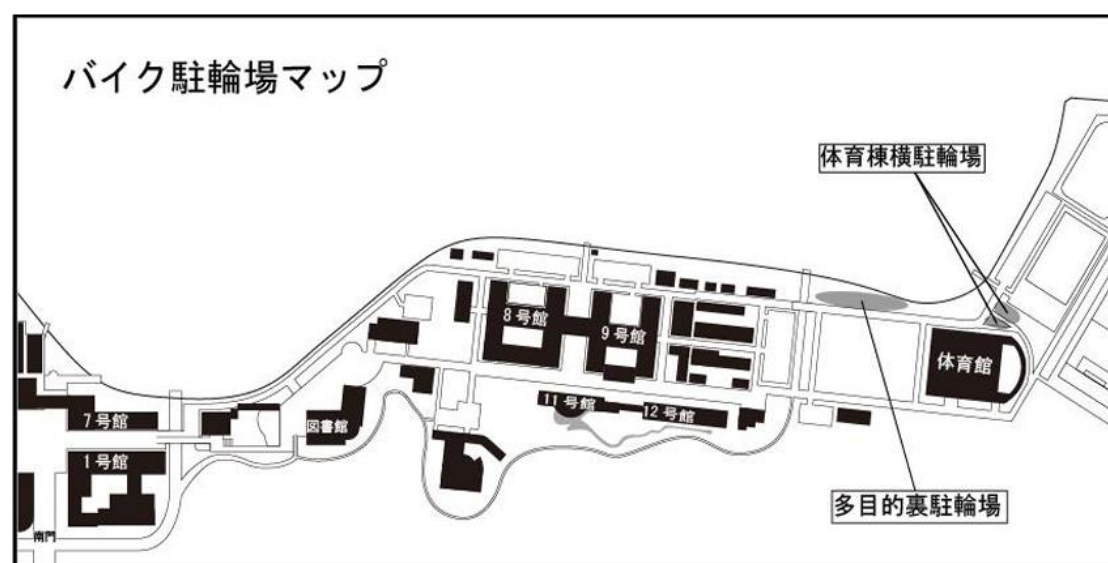 バイク駐輪場マップ
体育棟横駐輪場
8号館
9号館
体育館
11号館
12号館
7号館
図書館
1号館
多目的裏駐輪場
南門